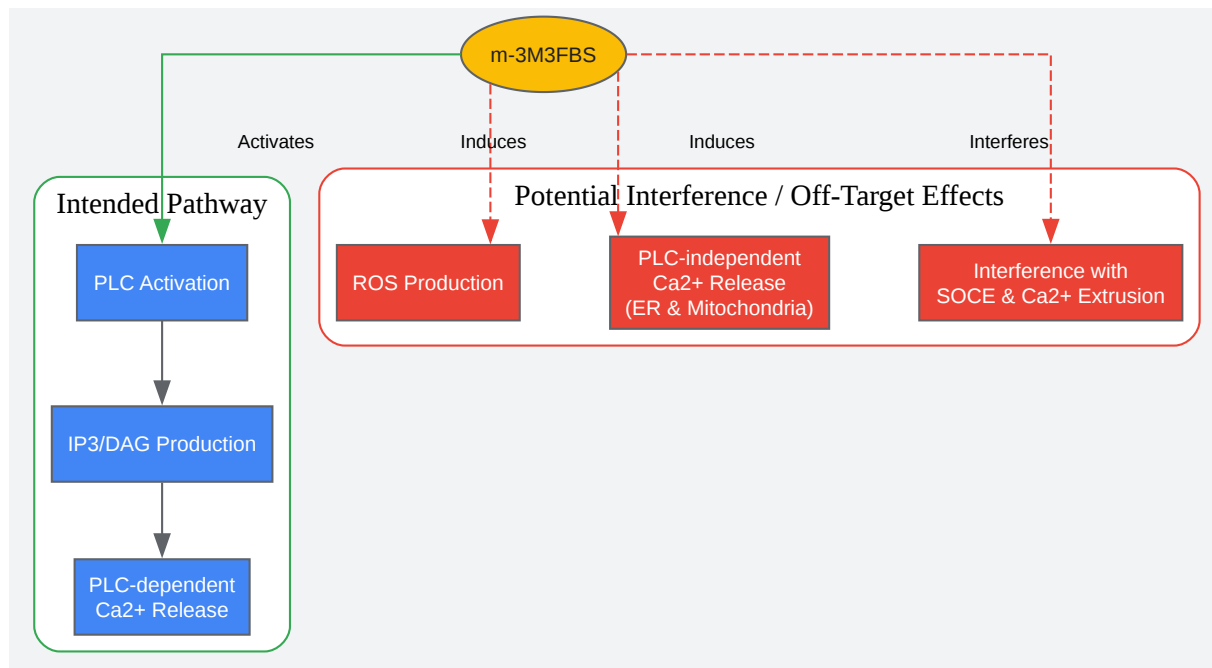 m-3M3FBS
Activates
Induces
Induces
Interferes
Intended Pathway
Potential Interference / Off-Target Effects
PLC Activation
ROS Production
PLC-independent
Ca2+ Release
(ER & Mitochondria)
Interference with
SOCE & Ca2+ Extrusion
IP3/DAG Production
PLC-dependent
Ca2+ Release